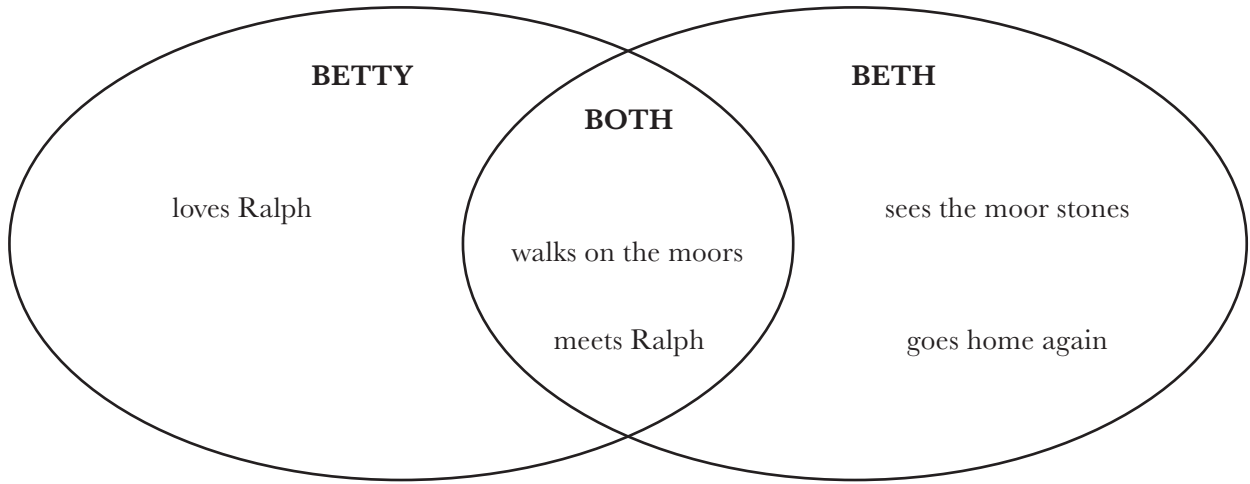 BETTY
BETH
BOTH
loves Ralph
sees the moor stones
walks on the moors
meets Ralph
goes home again